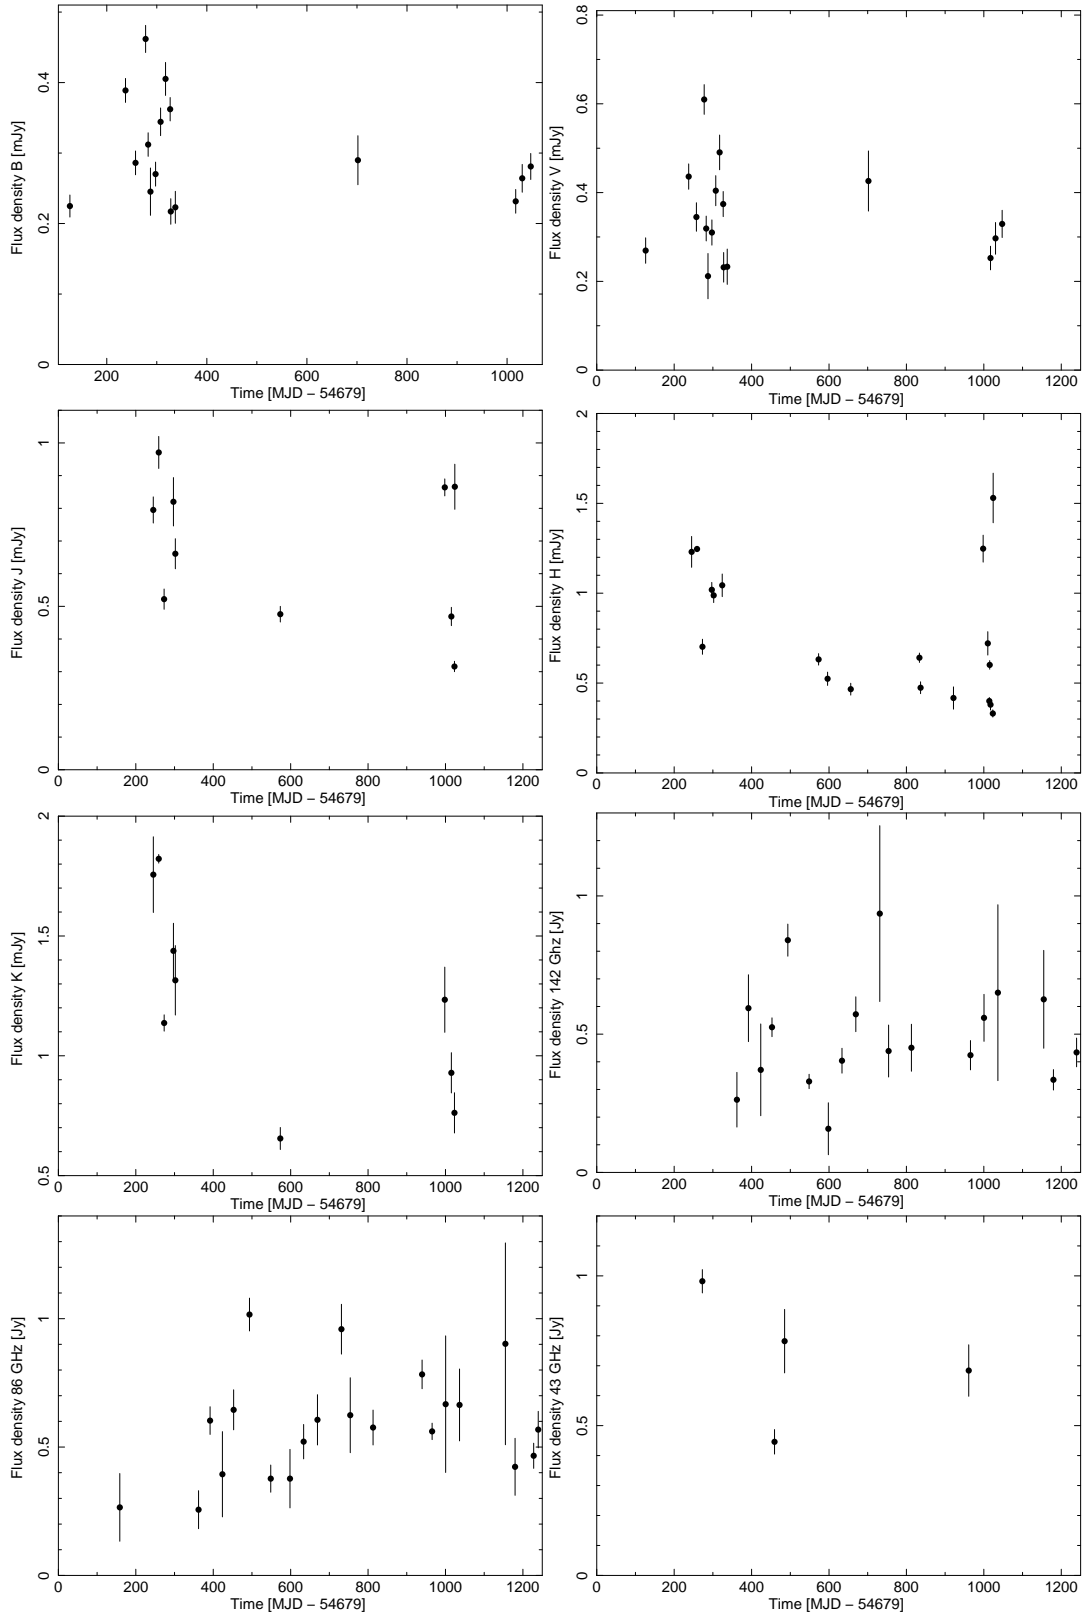 Flux density B [mJy]
0 0.2 0.4
200 400 600 800 1000
Time [MJD − 54679]
Flux density V [mJy]
0 0.2 0.4 0.6 0.8
0 200 400 600 800 1000 1200
Time [MJD − 54679]
Flux density J [mJy]
0 0.5 1
0 200 400 600 800 1000 1200
Time [MJD − 54679]
Flux density H [mJy]
0 0.5 1 1.5 2
0 200 400 600 800 1000 1200
Time [MJD − 54679]
Flux density K [mJy]
0.5 1 1.5 2
0 200 400 600 800 1000 1200
Time [MJD − 54679]
Flux density 142 Ghz [Jy]
0 0.5 1
0 200 400 600 800 1000 1200
Time [MJD − 54679]
Flux density 86 GHz [Jy]
0 0.5 1
0 200 400 600 800 1000 1200
Time [MJD − 54679]
Flux density 43 GHz [Jy]
0 0.5 1
0 200 400 600 800 1000 1200
Time [MJD − 54679]